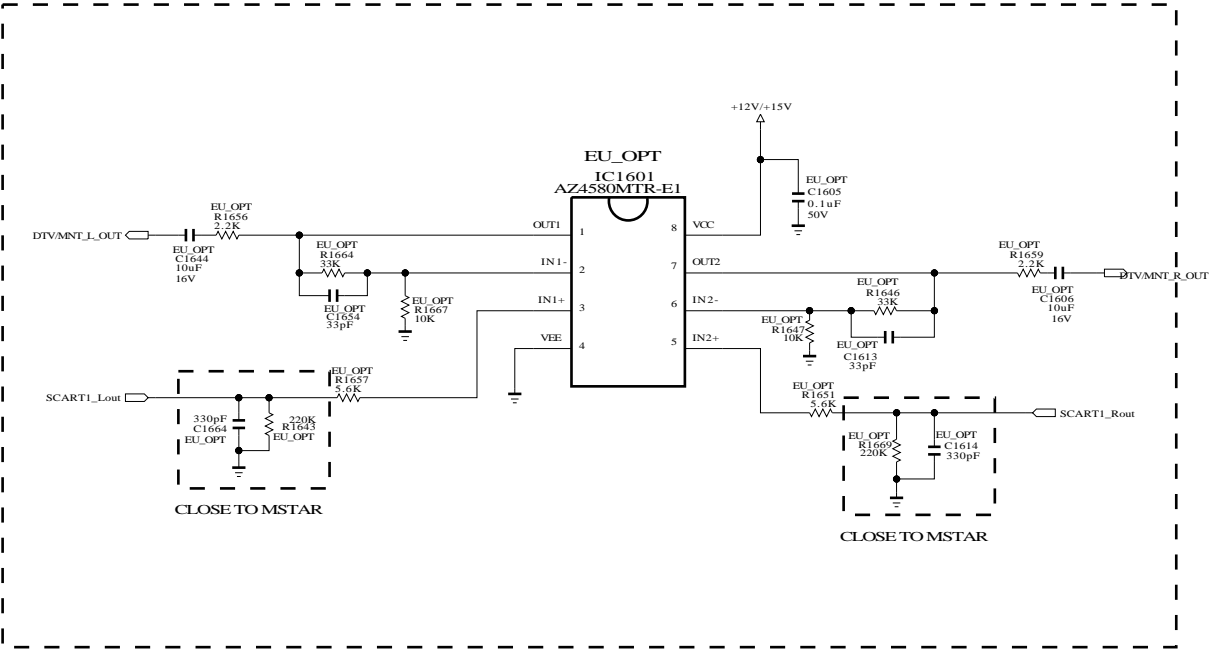 +12V/+15V
EU_OPT
IC1601
AZ4580MTR-E1
EU_OPT
C1605
0.1uF
50V
EU_OPT
R1656
2.2K
DTV/MNT_L_OUT
EU_OPT
C1644
10uF
16V
EU_OPT
R1664
33K
EU_OPT
C1654
33pF
EU_OPT
R1667
10K
OUT1
1
IN1-
2
IN1+
3
VEE
4
8
VCC
7
OUT2
6
IN2-
5
IN2+
EU_OPT
R1659
2.2K
DTV/MNT_R_OUT
EU_OPT
C1606
10uF
16V
EU_OPT
R1646
33K
EU_OPT
R1647
10K
EU_OPT
C1613
33pF
EU_OPT
R1657
5.6K
SCART1_Lout
330pF
C1664
EU_OPT
220K
R1643
EU_OPT
CLOSE TO MSTAR
EU_OPT
R1651
5.6K
SCART1_Rout
EU_OPT
R1669
220K
EU_OPT
C1614
330pF
CLOSE TO MSTAR